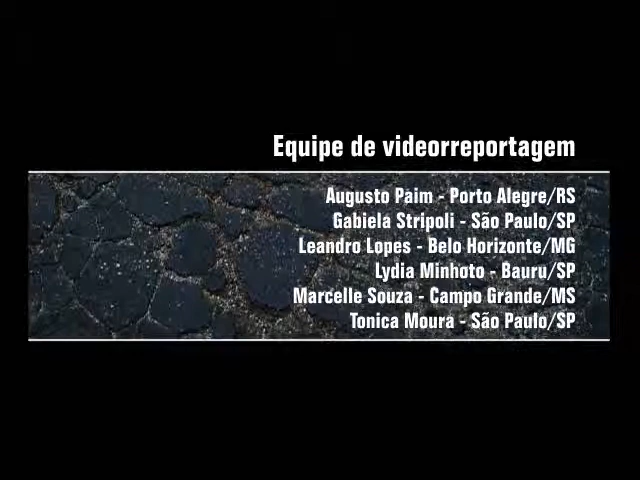 Equipe de videorreportagem
Augusto Paim - Porto Alegre/RS
Gabiela Stripoli - São Paulo/SP
Leandro Lopes - Belo Horizonte/MG
Lydia Minhoto - Bauru/SP
Marcelle Souza - Campo Grande/MS
Tonica Moura - São Paulo/SP